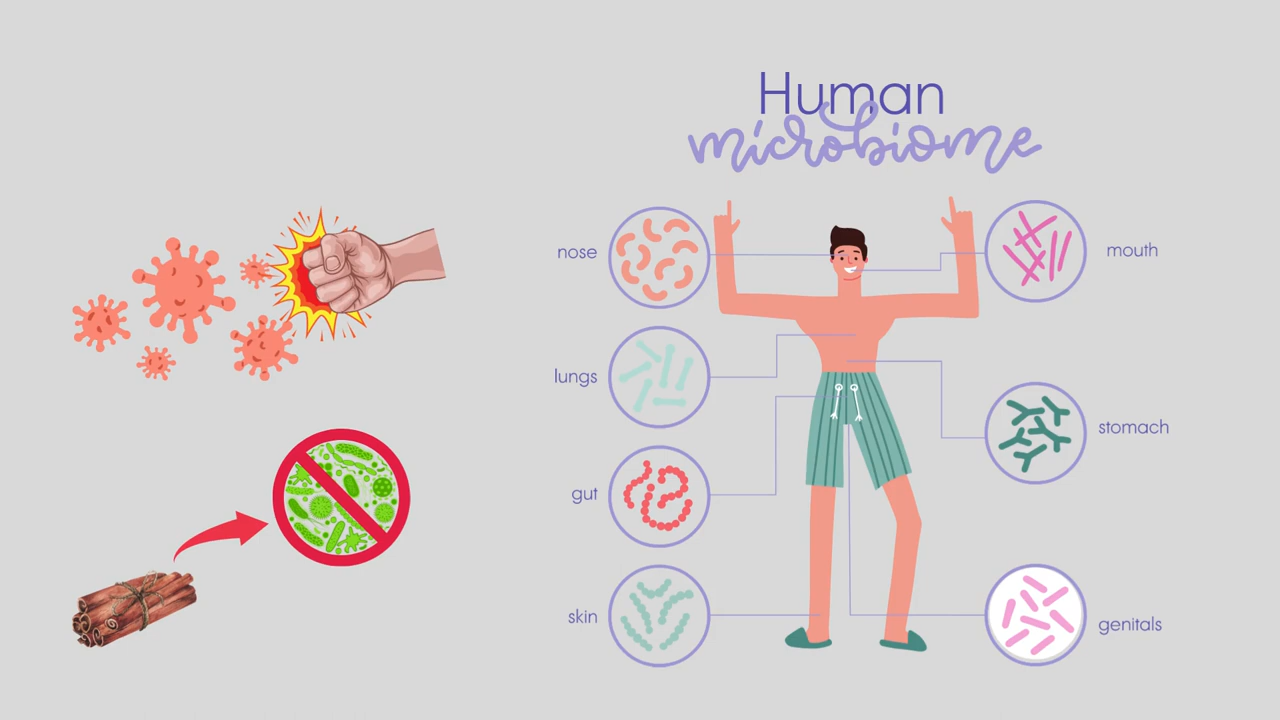 Human
microbiome
nose
mouth
lungs
stomach
gut
skin
genitals